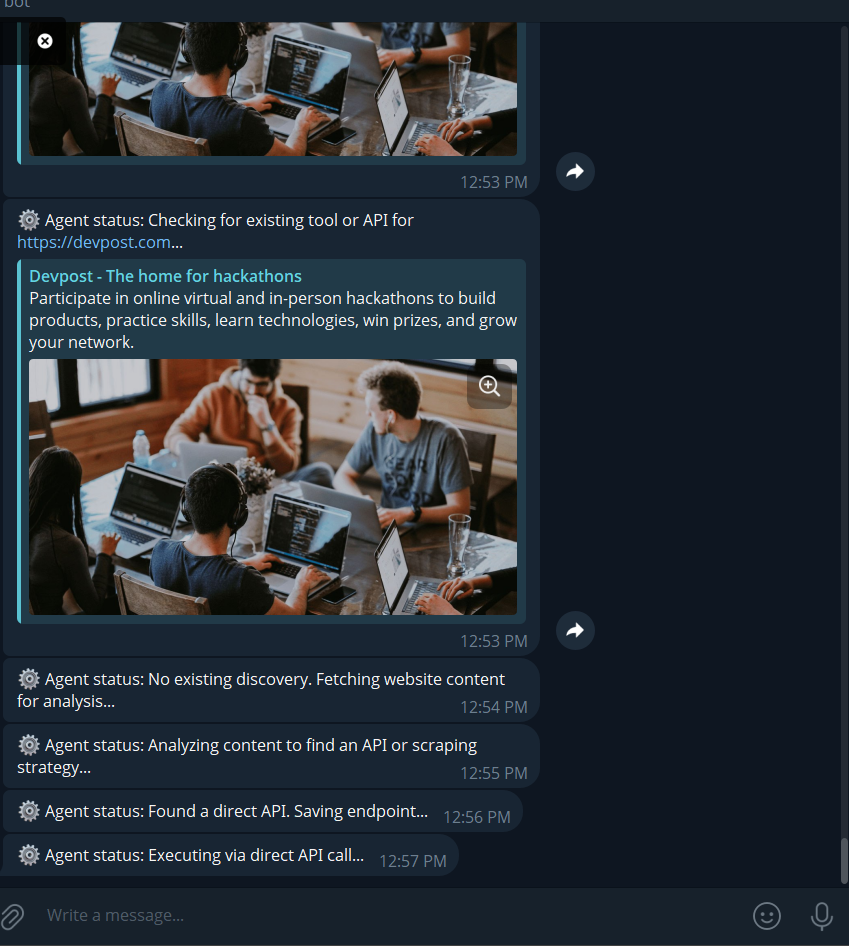 bot
12:53 PM
Agent status: Checking for existing tool or API for
https://devpost.com...
Devpost - The home for hackathons
Participate in online virtual and in-person hackathons to build
products, practice skills, learn technologies, win prizes, and grow
your network.
12:53 PM
Agent status: No existing discovery. Fetching website content
for analysis...
12:54 PM
Agent status: Analyzing content to find an API or scraping
strategy...
12:55 PM
Agent status: Found a direct API. Saving endpoint...
12:56 PM
Agent status: Executing via direct API call...
12:57 PM
Write a message...